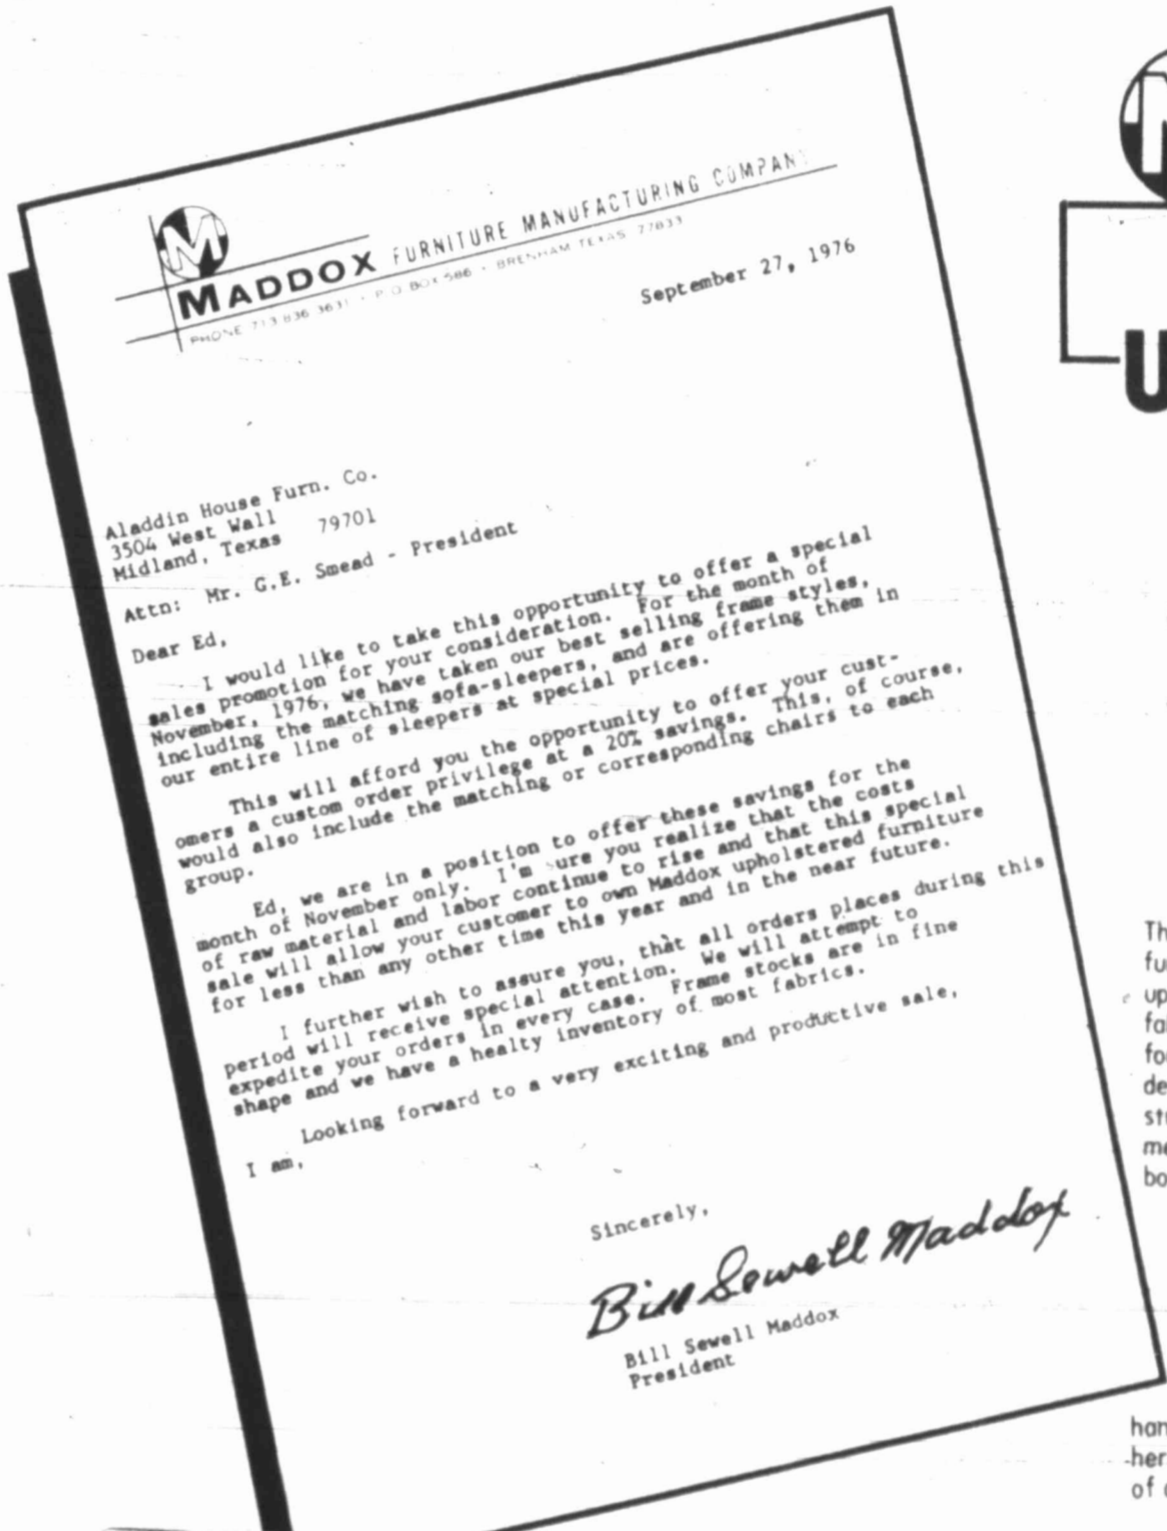 M
MADDOX FURNITURE MANUFACTURING COMPANY
PHONE 713 836 3631 · P O BOX 586 · BRENHAM TEXAS 77833
September 27, 1976
Aladdin House Furn. Co.
3504 West Wall
Midland, Texas 79701
Attn: Mr. G.E. Smead - President
Dear Ed,
I would like to take this opportunity to offer a special
sales promotion for your consideration. For the month of
November, 1976, we have taken our best selling frame styles,
including the matching sofa-sleepers, and are offering them in
our entire line of sleepers at special prices.
This will afford you the opportunity to offer your cust-
omers a custom order privilege at a 20% savings. This, of course,
would also include the matching or corresponding chairs to each
group.
Ed, we are in a position to offer these savings for the
month of November only. I'm sure you realize that the costs
of raw material and labor continue to rise and that this special
sale will allow your customer to own Maddox upholstered furniture
for less than any other time this year and in the near future.
I further wish to assure you, that all orders places during this
period will receive special attention. We will attempt to
expedite your orders in every case. Frame stocks are in fine
shape and we have a healty inventory of most fabrics.
Looking forward to a very exciting and productive sale,
I am,
Sincerely,
Bill Sewell Maddox
Bill Sewell Maddox
President
U
Th
fu
up
fa
fo
de
st
me
bo
han
her
of